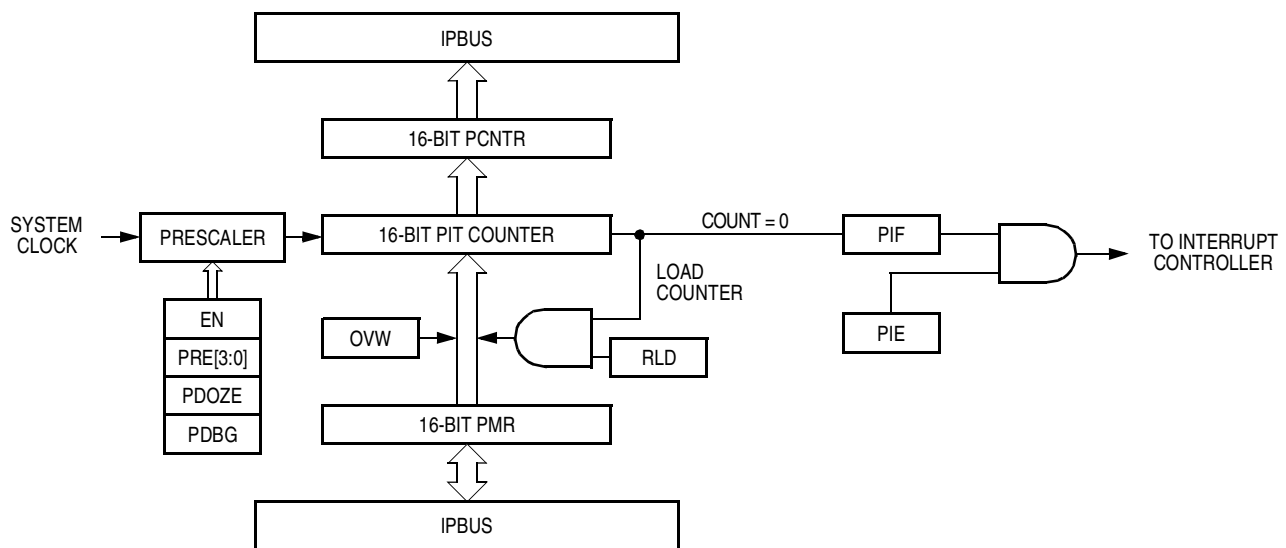 IPBUS
16-BIT PCNTR
SYSTEM
CLOCK
PRESCALER
16-BIT PIT COUNTER
COUNT = 0
PIF
TO INTERRUPT
CONTROLLER
LOAD
COUNTER
EN
PRE[3:0]
PDOZE
PDBG
OVW
RLD
PIE
16-BIT PMR
IPBUS